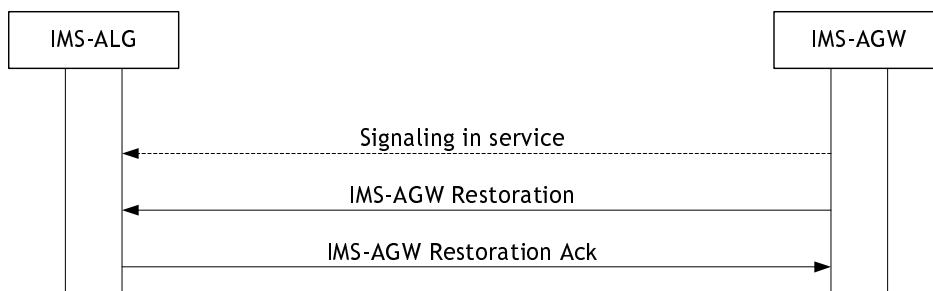 IMS-ALG
IMS-AGW
Signaling in service
IMS-AGW Restoration
IMS-AGW Restoration Ack